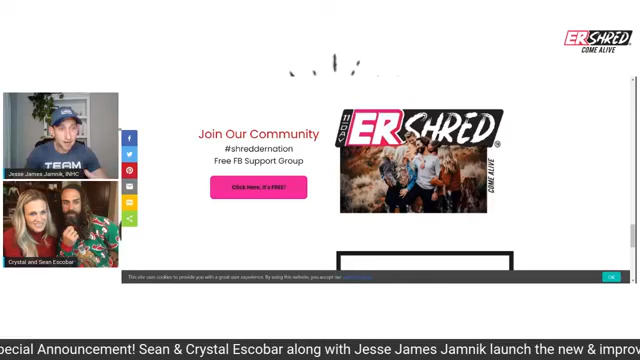 ER SHRED
COME ALIVE
TEAM
Jesse James Jamnik, INHC
Crystal and Sean Escobar
Join Our Community
#shreddernation
Free FB Support Group
Click Here, It's FREE!
11 DAY
ER SHRED
COME ALIVE
This site uses cookies to provide you with a great user experience. By using this website, you accept our
OK
pecial Announcement! Sean & Crystal Escobar along with Jesse James Jamnik launch the new & improv